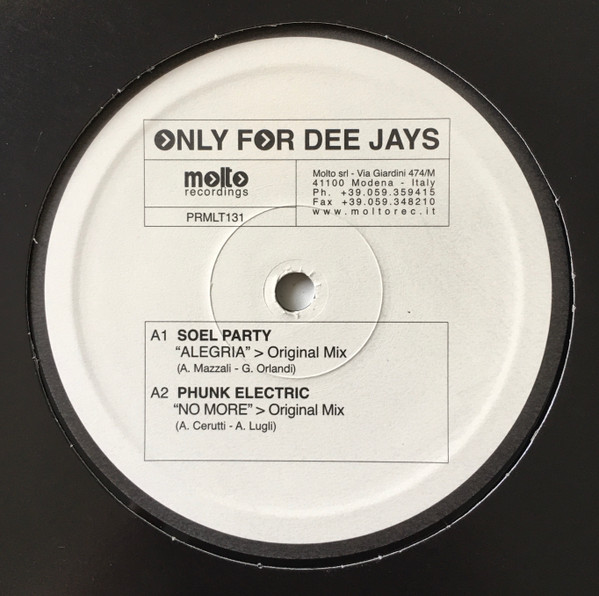 ONLY FOR DEE JAYS
molto
recordings
PRMLT131
Molto srl - Via Giardini 474/M
41100 Modena - Italy
Ph. +39.059.359415
Fax +39.059.348210
www.moltorec.it
A1 SOEL PARTY
"ALEGRIA" > Original Mix
(A. Mazzali - G. Orlandi)
A2 PHUNK ELECTRIC
"NO MORE" > Original Mix
(A. Cerutti - A. Lugli)